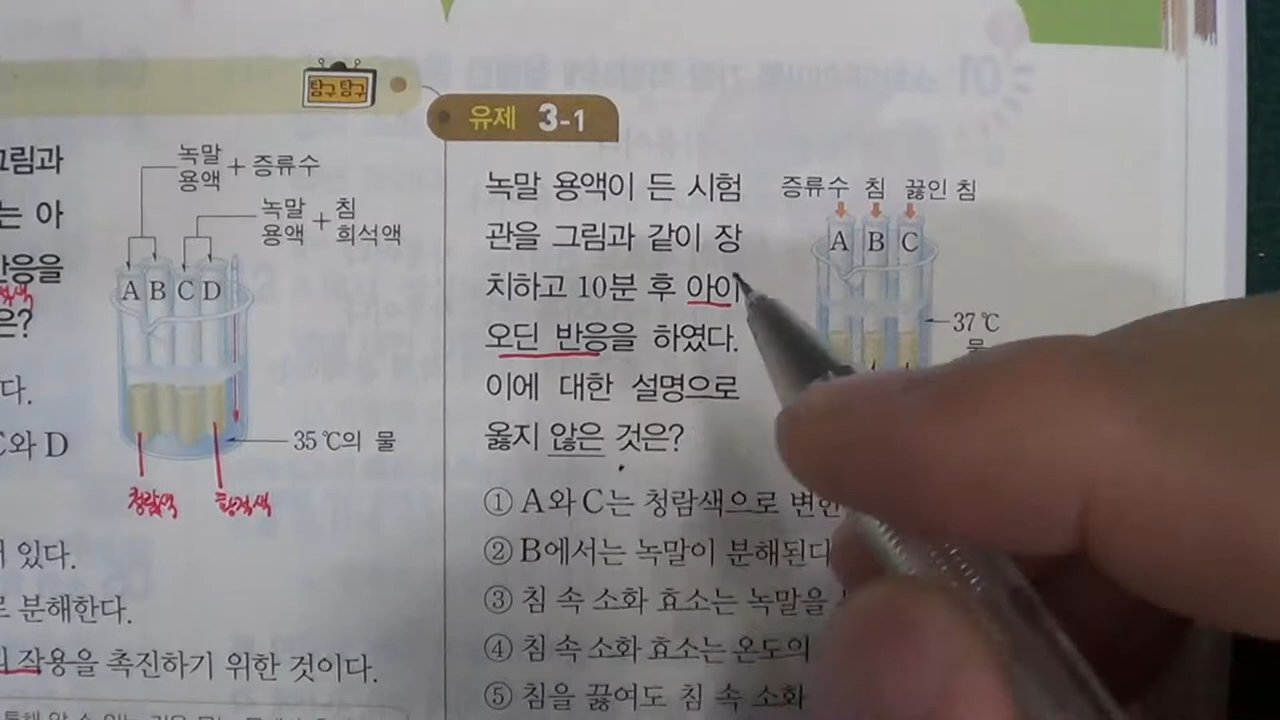 탐구탐구
그림과
는 아
반응을
은?
다.
C와 D
있다.
로 분해한다.
작용을 촉진하기 위한 것이다.
녹말
용액 + 증류수
녹말 + 침
용액 희석액
A B C D
35 ℃의 물
청람색
황적색
유제 3-1
녹말 용액이 든 시험
관을 그림과 같이 장
치하고 10분 후 아이
오딘 반응을 하였다.
이에 대한 설명으로
옳지 않은 것은?
증류수 침 끓인 침
A B C
37 ℃
물
① A와 C는 청람색으로 변한
② B에서는 녹말이 분해된다
③ 침 속 소화 효소는 녹말을
④ 침 속 소화 효소는 온도의
⑤ 침을 끓여도 침 속 소화